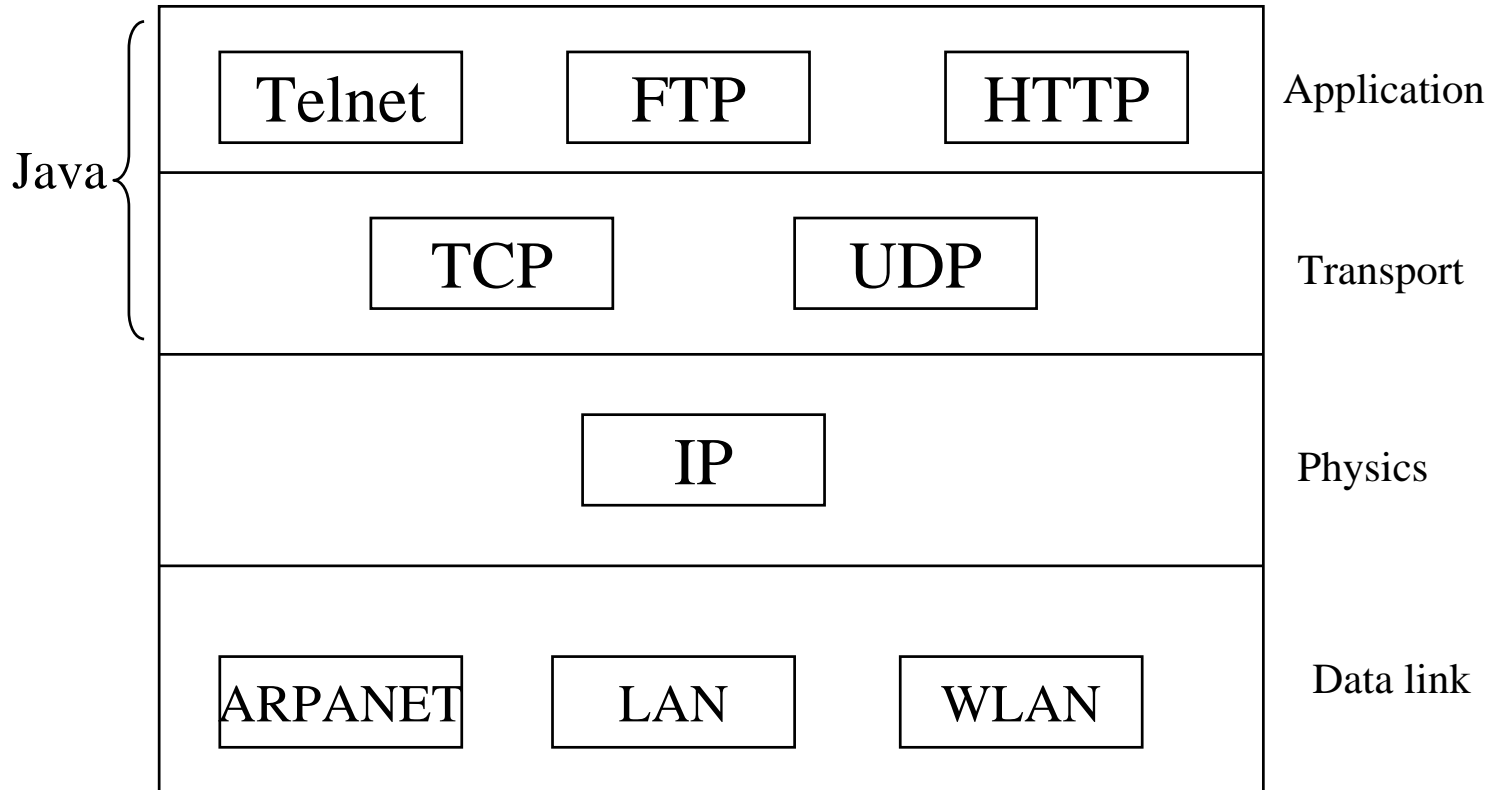 Telnet FTP HTTP Application
Java
TCP UDP Transport
IP Physics
ARPANET LAN WLAN Data link